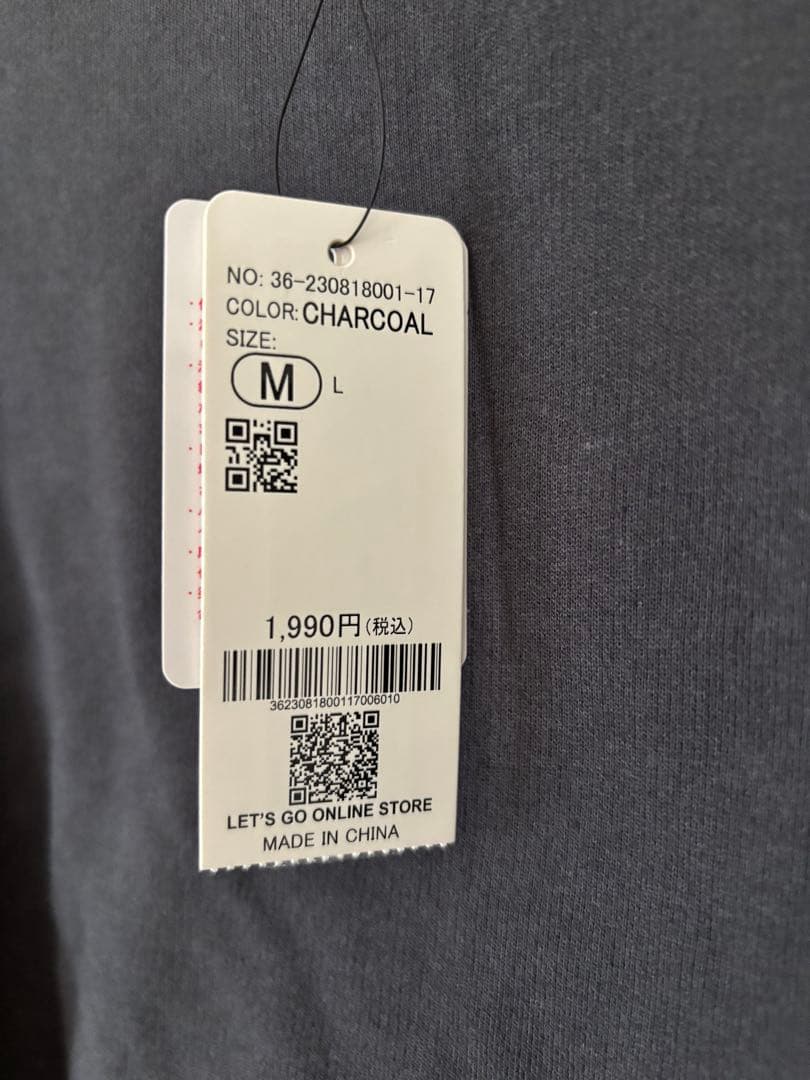 NO: 36-230818001-17
COLOR: CHARCOAL
SIZE:
M L
1,990円(税込)
3623081800117006010
LET'S GO ONLINE STORE
MADE IN CHINA